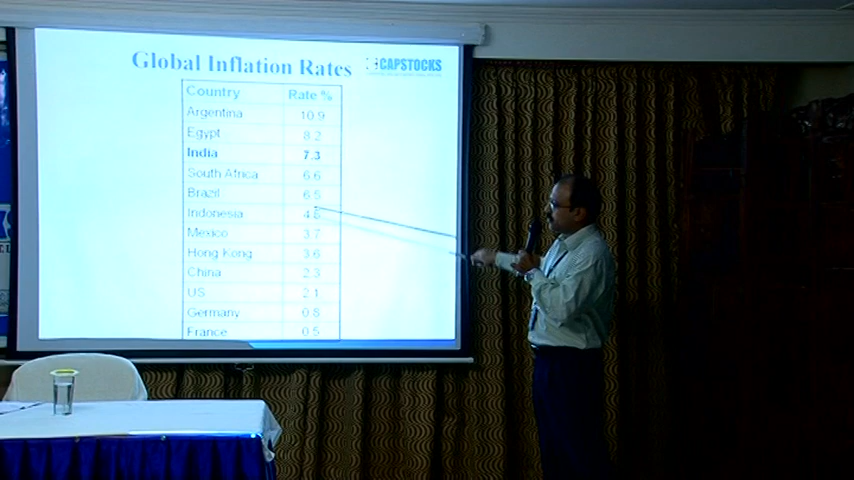 Global Inflation Rates
CAPSTOCKS
Country Rate %
Argentina 10.9
Egypt 8.2
India 7.3
South Africa 6.6
Brazil 6.5
Indonesia
Mexico 3.7
Hong Kong 3.6
China 2.3
US 2.1
Germany 0.8
France 0.5